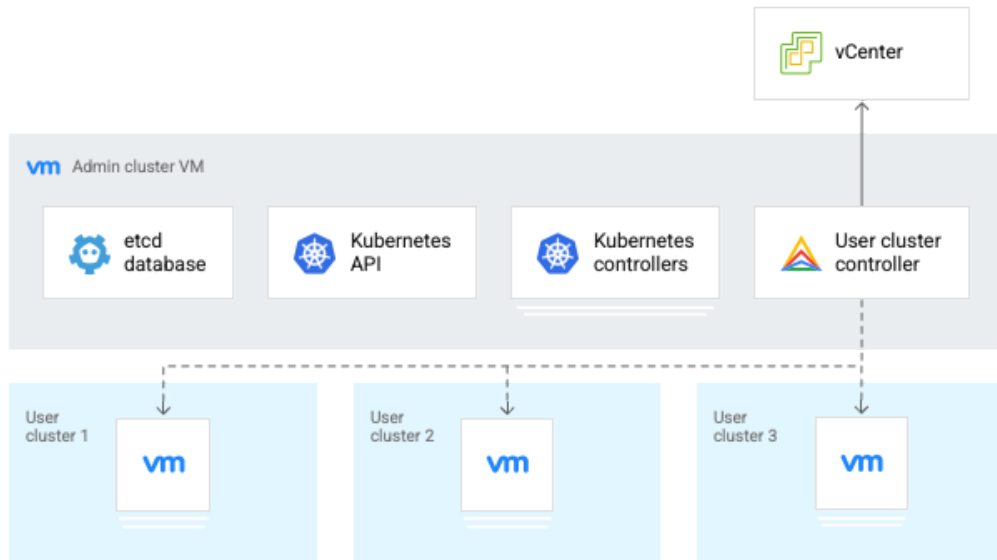 vCenter
vm Admin cluster VM
etcd
database
Kubernetes
API
Kubernetes
controllers
User cluster
controller
User
cluster 1
vm
User
cluster 2
vm
User
cluster 3
vm